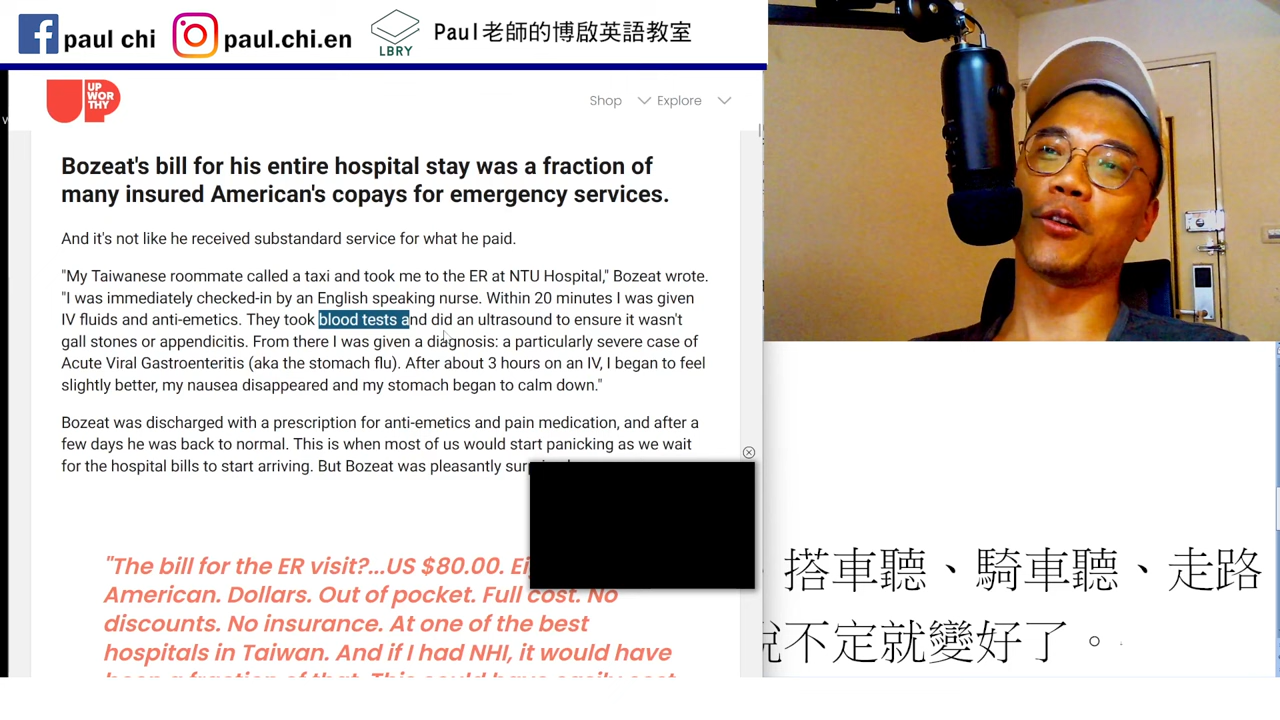 paul chi
paul.chi.en
LBRY
Paul老師的博啟英語教室
UP
WOR
THY
Shop
Explore
Bozeat's bill for his entire hospital stay was a fraction of
many insured American's copays for emergency services.
And it's not like he received substandard service for what he paid.
"My Taiwanese roommate called a taxi and took me to the ER at NTU Hospital," Bozeat wrote.
"I was immediately checked-in by an English speaking nurse. Within 20 minutes I was given
IV fluids and anti-emetics. They took blood tests and did an ultrasound to ensure it wasn't
gall stones or appendicitis. From there I was given a diagnosis: a particularly severe case of
Acute Viral Gastroenteritis (aka the stomach flu). After about 3 hours on an IV, I began to feel
slightly better, my nausea disappeared and my stomach began to calm down."
Bozeat was discharged with a prescription for anti-emetics and pain medication, and after a
few days he was back to normal. This is when most of us would start panicking as we wait
for the hospital bills to start arriving. But Bozeat was pleasantly
"The bill for the ER visit?...US $80.00.
American. Dollars. Out of pocket. Full cost. No
discounts. No insurance. At one of the best
hospitals in Taiwan. And if I had NHI, it would have
搭車聽、騎車聽、走路
不定就變好了。